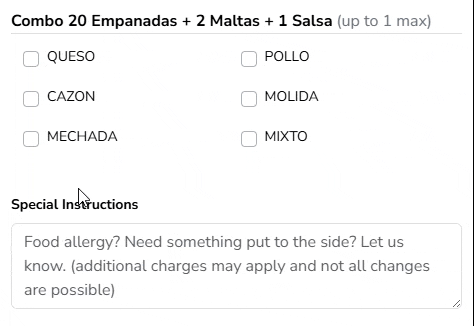 Combo 20 Empanadas + 2 Maltas + 1 Salsa (up to 1 max)
QUESO POLLO
CAZON MOLIDA
MECHADA MIXTO
Special Instructions
Food allergy? Need something put to the side? Let us
know. (additional charges may apply and not all changes
are possible)